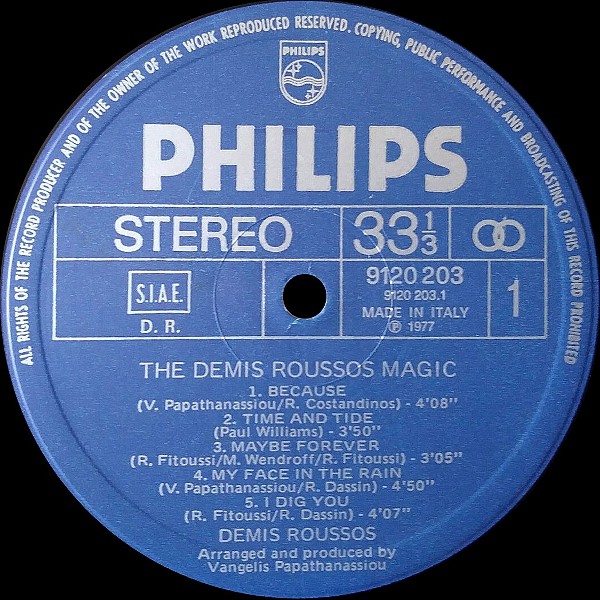 ALL RIGHTS OF THE RECORD PRODUCER AND OF THE OWNER OF THE WORK REPRODUCED RESERVED. COPYING, PUBLIC PERFORMANCE AND BROADCASTING OF THIS RECORD PROHIBITED
PHILIPS
PHILIPS
STEREO 33 1/3
S.I.A.E.
D. R.
9120 203
9120 203.1
MADE IN ITALY
℗ 1977
1
THE DEMIS ROUSSOS MAGIC
1. BECAUSE
(V. Papathanassiou/R. Costandinos) - 4'08"
2. TIME AND TIDE
(Paul Williams) - 3'50"
3. MAYBE FOREVER
(R. Fitoussi/M. Wendroff/R. Fitoussi) - 3'05"
4. MY FACE IN THE RAIN
(V. Papathanassiou/R. Dassin) - 4'50"
5. I DIG YOU
(R. Fitoussi/R. Dassin) - 4'07"
DEMIS ROUSSOS
Arranged and produced by
Vangelis Papathanassiou